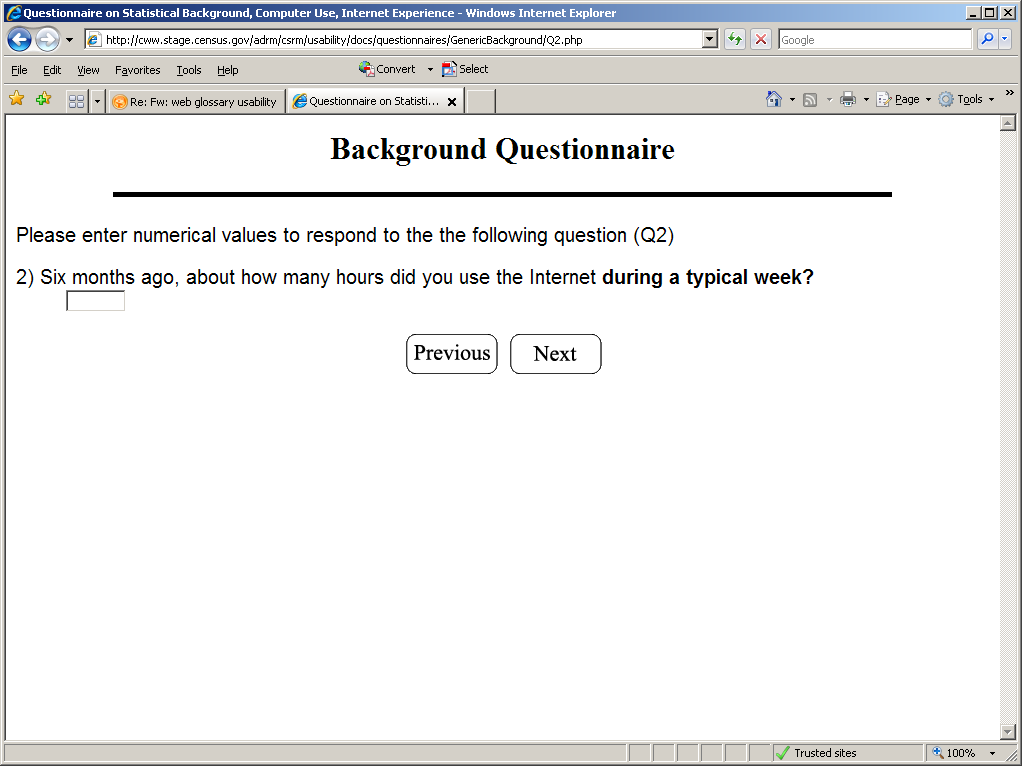 Questionnaire on Statistical Background, Computer Use, Internet Experience - Windows Internet Explorer
http://cww.stage.census.gov/adrm/csrm/usability/docs/questionnaires/GenericBackground/Q2.php
Google
File Edit View Favorites Tools Help Convert Select
Re: Fw: web glossary usability Questionnaire on Statisti... Page Tools »
Background Questionnaire
Please enter numerical values to respond to the the following question (Q2)
2) Six months ago, about how many hours did you use the Internet during a typical week?
Previous Next
Trusted sites 100%